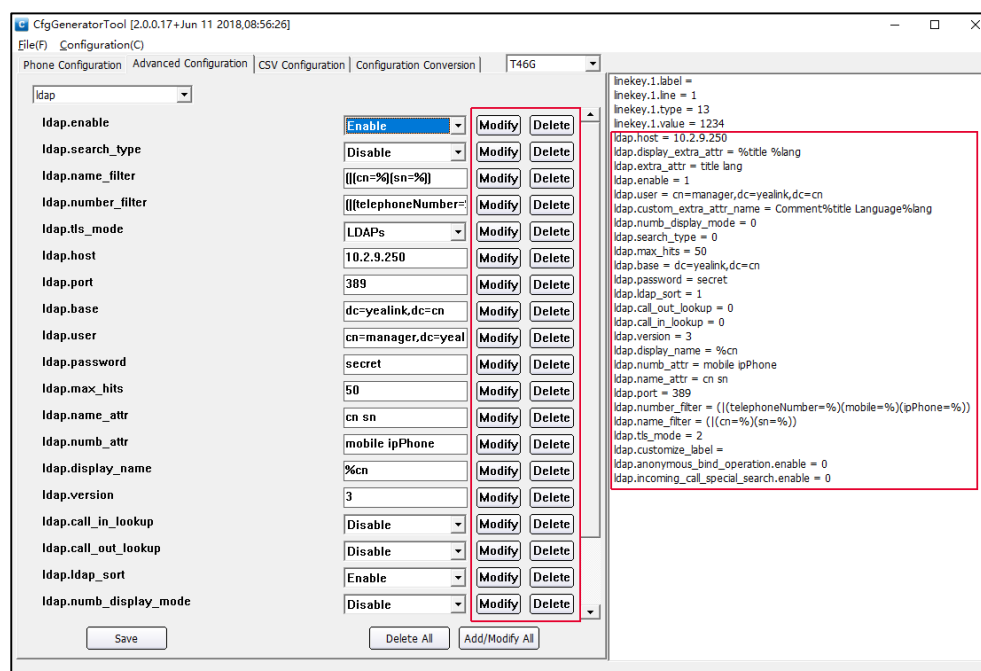 CfgGeneratorTool [2.0.0.17+Jun 11 2018,08:56:26]
File(F) Configuration(C)
Phone Configuration Advanced Configuration CSV Configuration Configuration Conversion T46G
ldap
ldap.enable Enable Modify Delete
ldap.search_type Disable Modify Delete
ldap.name_filter (|(cn=%)(sn=%)) Modify Delete
ldap.number_filter (|(telephoneNumber= Modify Delete
ldap.tls_mode LDAPs Modify Delete
ldap.host 10.2.9.250 Modify Delete
ldap.port 389 Modify Delete
ldap.base dc=yealink,dc=cn Modify Delete
ldap.user cn=manager,dc=yeal Modify Delete
ldap.password secret Modify Delete
ldap.max_hits 50 Modify Delete
ldap.name_attr cn sn Modify Delete
ldap.numb_attr mobile ipPhone Modify Delete
ldap.display_name %cn Modify Delete
ldap.version 3 Modify Delete
ldap.call_in_lookup Disable Modify Delete
ldap.call_out_lookup Disable Modify Delete
ldap.ldap_sort Enable Modify Delete
ldap.numb_display_mode Disable Modify Delete
Save Delete All Add/Modify All
linekey.1.label =
linekey.1.line = 1
linekey.1.type = 13
linekey.1.value = 1234
ldap.host = 10.2.9.250
ldap.display_extra_attr = %title %lang
ldap.extra_attr = title lang
ldap.enable = 1
ldap.user = cn=manager,dc=yealink,dc=cn
ldap.custom_extra_attr_name = Comment%title Language%lang
ldap.numb_display_mode = 0
ldap.search_type = 0
ldap.max_hits = 50
ldap.base = dc=yealink,dc=cn
ldap.password = secret
ldap.ldap_sort = 1
ldap.call_out_lookup = 0
ldap.call_in_lookup = 0
ldap.version = 3
ldap.display_name = %cn
ldap.numb_attr = mobile ipPhone
ldap.name_attr = cn sn
ldap.port = 389
ldap.number_filter = (|(telephoneNumber=%)(mobile=%)(ipPhone=%))
ldap.name_filter = (|(cn=%)(sn=%))
ldap.tls_mode = 2
ldap.customize_label =
ldap.anonymous_bind_operation.enable = 0
ldap.incoming_call_special_search.enable = 0